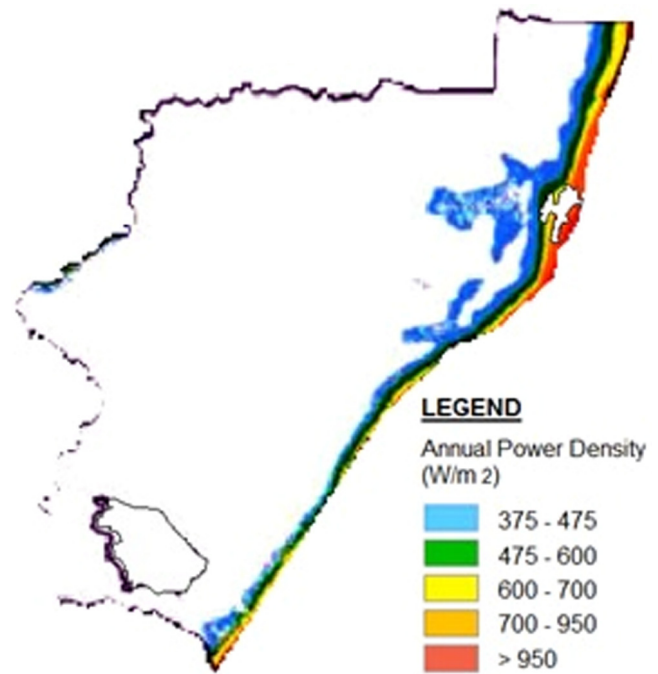 LEGEND
Annual Power Density
(W/m 2)
375 - 475
475 - 600
600 - 700
700 - 950
> 950